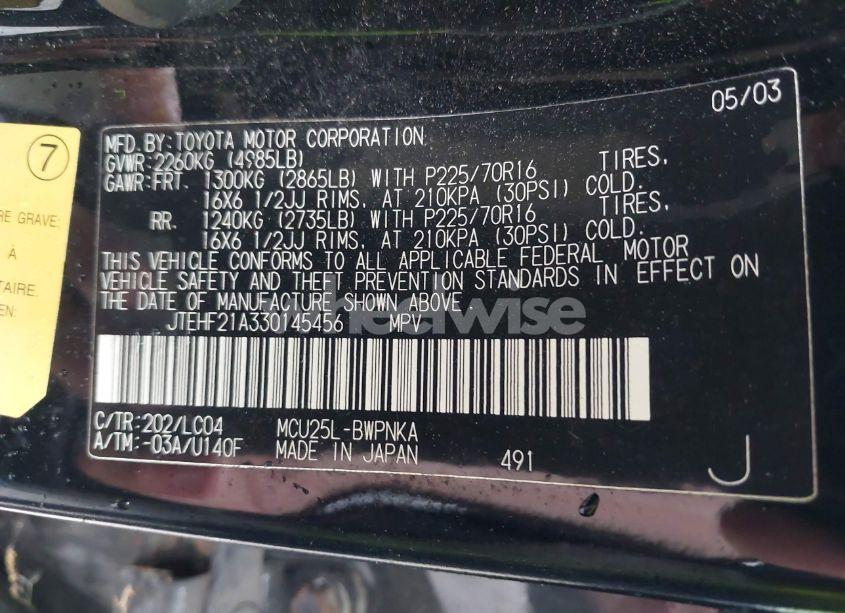 05/03
MFD. BY: TOYOTA MOTOR CORPORATION
GVWR: 2260KG (4985LB)
GAWR: FRT. 1300KG (2865LB) WITH P225/70R16 TIRES,
16X6 1/2JJ RIMS. AT 210KPA (30PSI) COLD.
RR. 1240KG (2735LB) WITH P225/70R16 TIRES,
16X6 1/2JJ RIMS. AT 210KPA (30PSI) COLD.
THIS VEHICLE CONFORMS TO ALL APPLICABLE FEDERAL MOTOR
VEHICLE SAFETY AND THEFT PREVENTION STANDARDS IN EFFECT ON
THE DATE OF MANUFACTURE SHOWN ABOVE.
JTEHF21A330145456 MPV
C/TR: 202/LC04 MCU25L-BWPNKA
A/TM: -03A/U140F MADE IN JAPAN 491
J
7
RE GRAVE;
À
TAIRE.
EN: